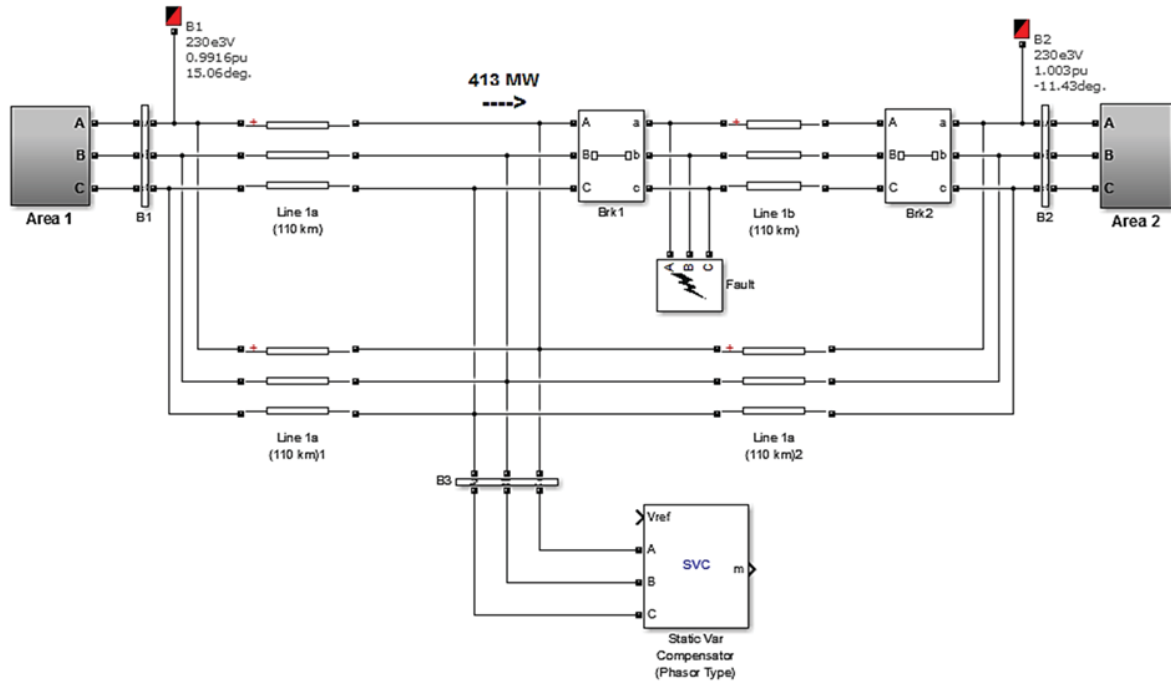 B1
230e3V
0.9916pu
15.06deg.
B2
230e3V
1.003pu
-11.43deg.
413 MW
---->
A
B
C
Area 1
B1
+
Line 1a
(110 km)
A
B
C
a
b
c
Brk1
+
Line 1b
(110 km)
A
B
C
a
b
c
Brk2
B2
A
B
C
Area 2
A
B
C
Fault
+
Line 1a
(110 km)1
+
Line 1a
(110 km)2
B3
Vref
A
B
C
SVC
m
Static Var
Compensator
(Phasor Type)